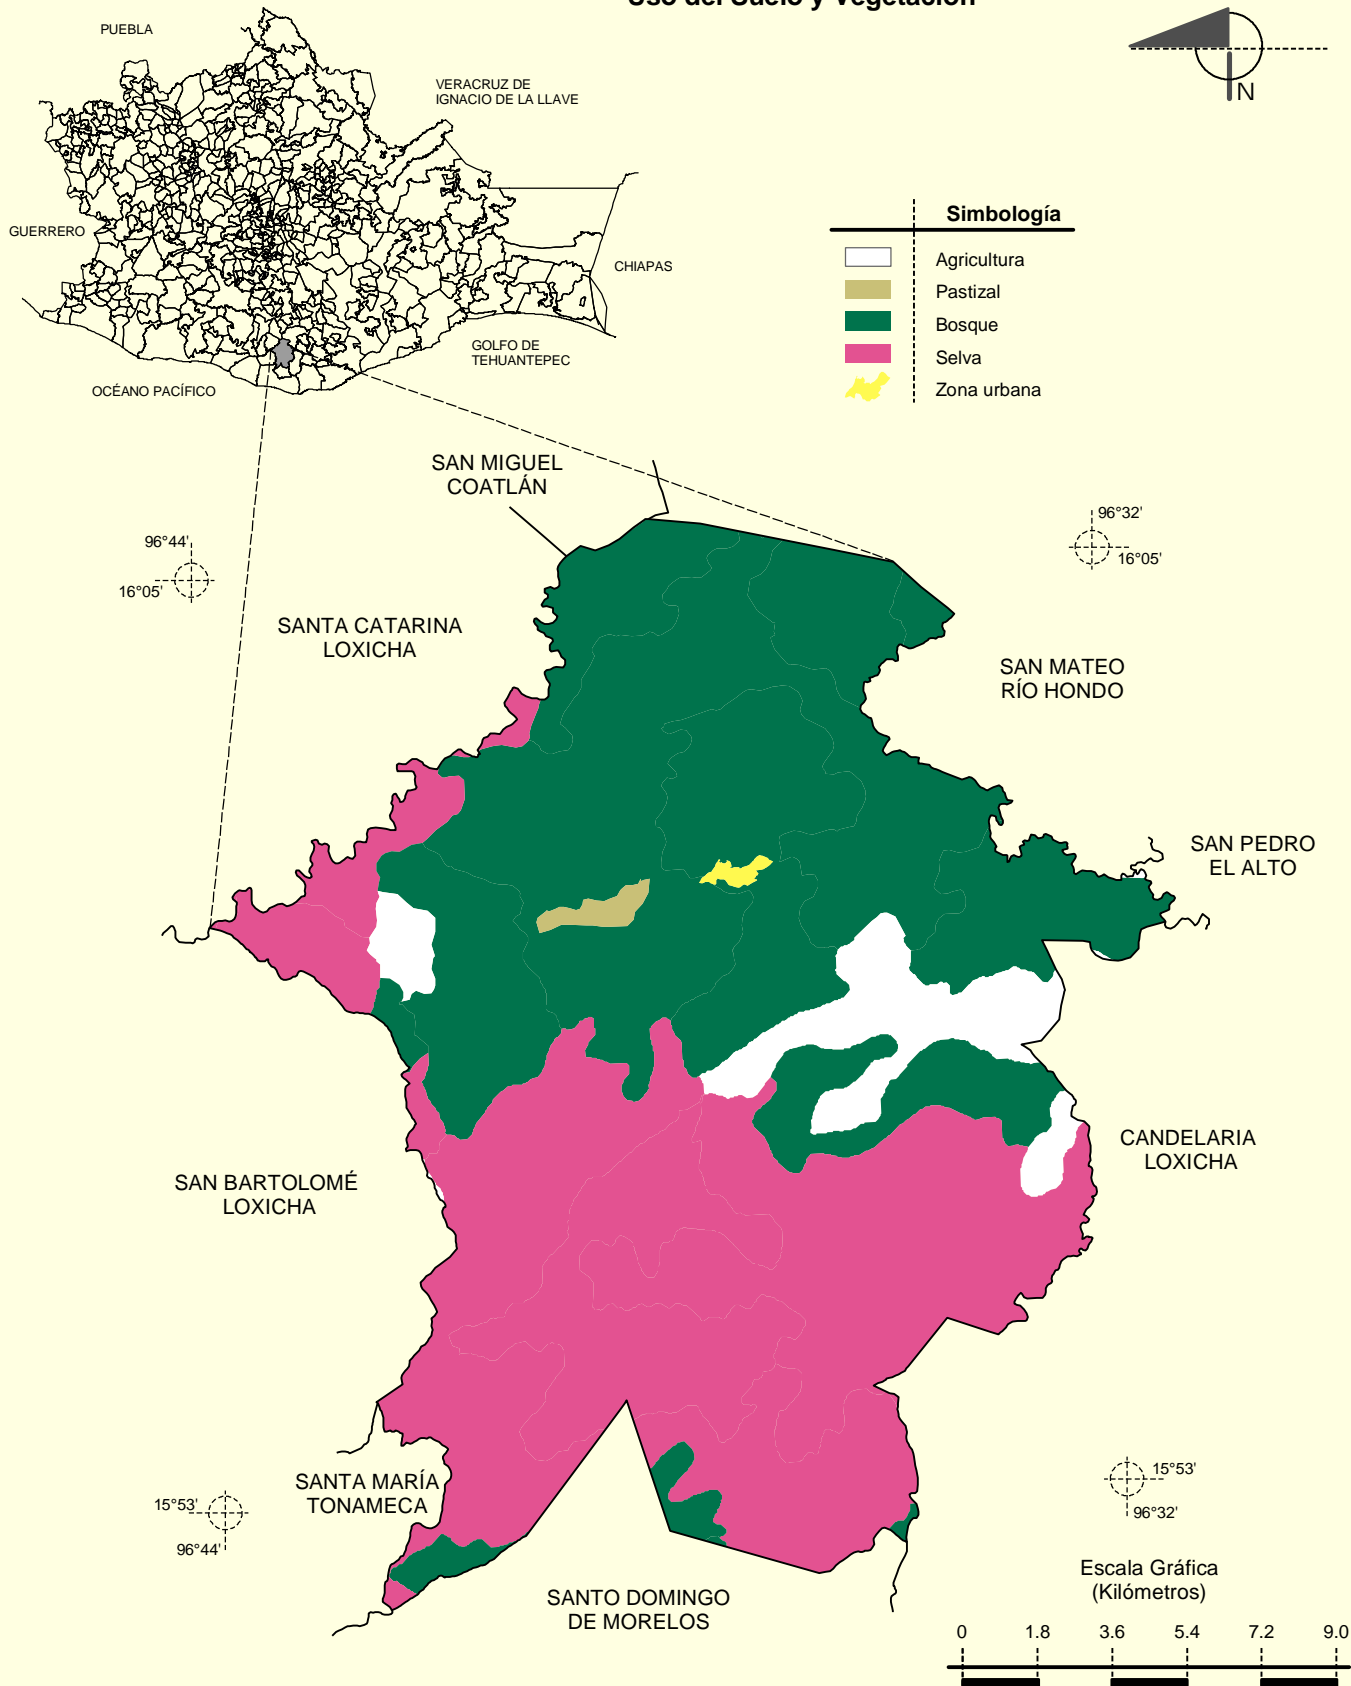 Uso del Suelo y Vegetación
PUEBLA
VERACRUZ DE
IGNACIO DE LA LLAVE
N
GUERRERO
CHIAPAS
GOLFO DE
TEHUANTEPEC
OCÉANO PACÍFICO
Simbología
Agricultura
Pastizal
Bosque
Selva
Zona urbana
SAN MIGUEL
COATLÁN
96°44'
16°05'
96°32'
16°05'
SANTA CATARINA
LOXICHA
SAN MATEO
RÍO HONDO
SAN PEDRO
EL ALTO
CANDELARIA
LOXICHA
SAN BARTOLOMÉ
LOXICHA
SANTA MARÍA
TONAMECA
15°53'
96°44'
15°53'
96°32'
SANTO DOMINGO
DE MORELOS
Escala Gráfica
(Kilómetros)
0 1.8 3.6 5.4 7.2 9.0